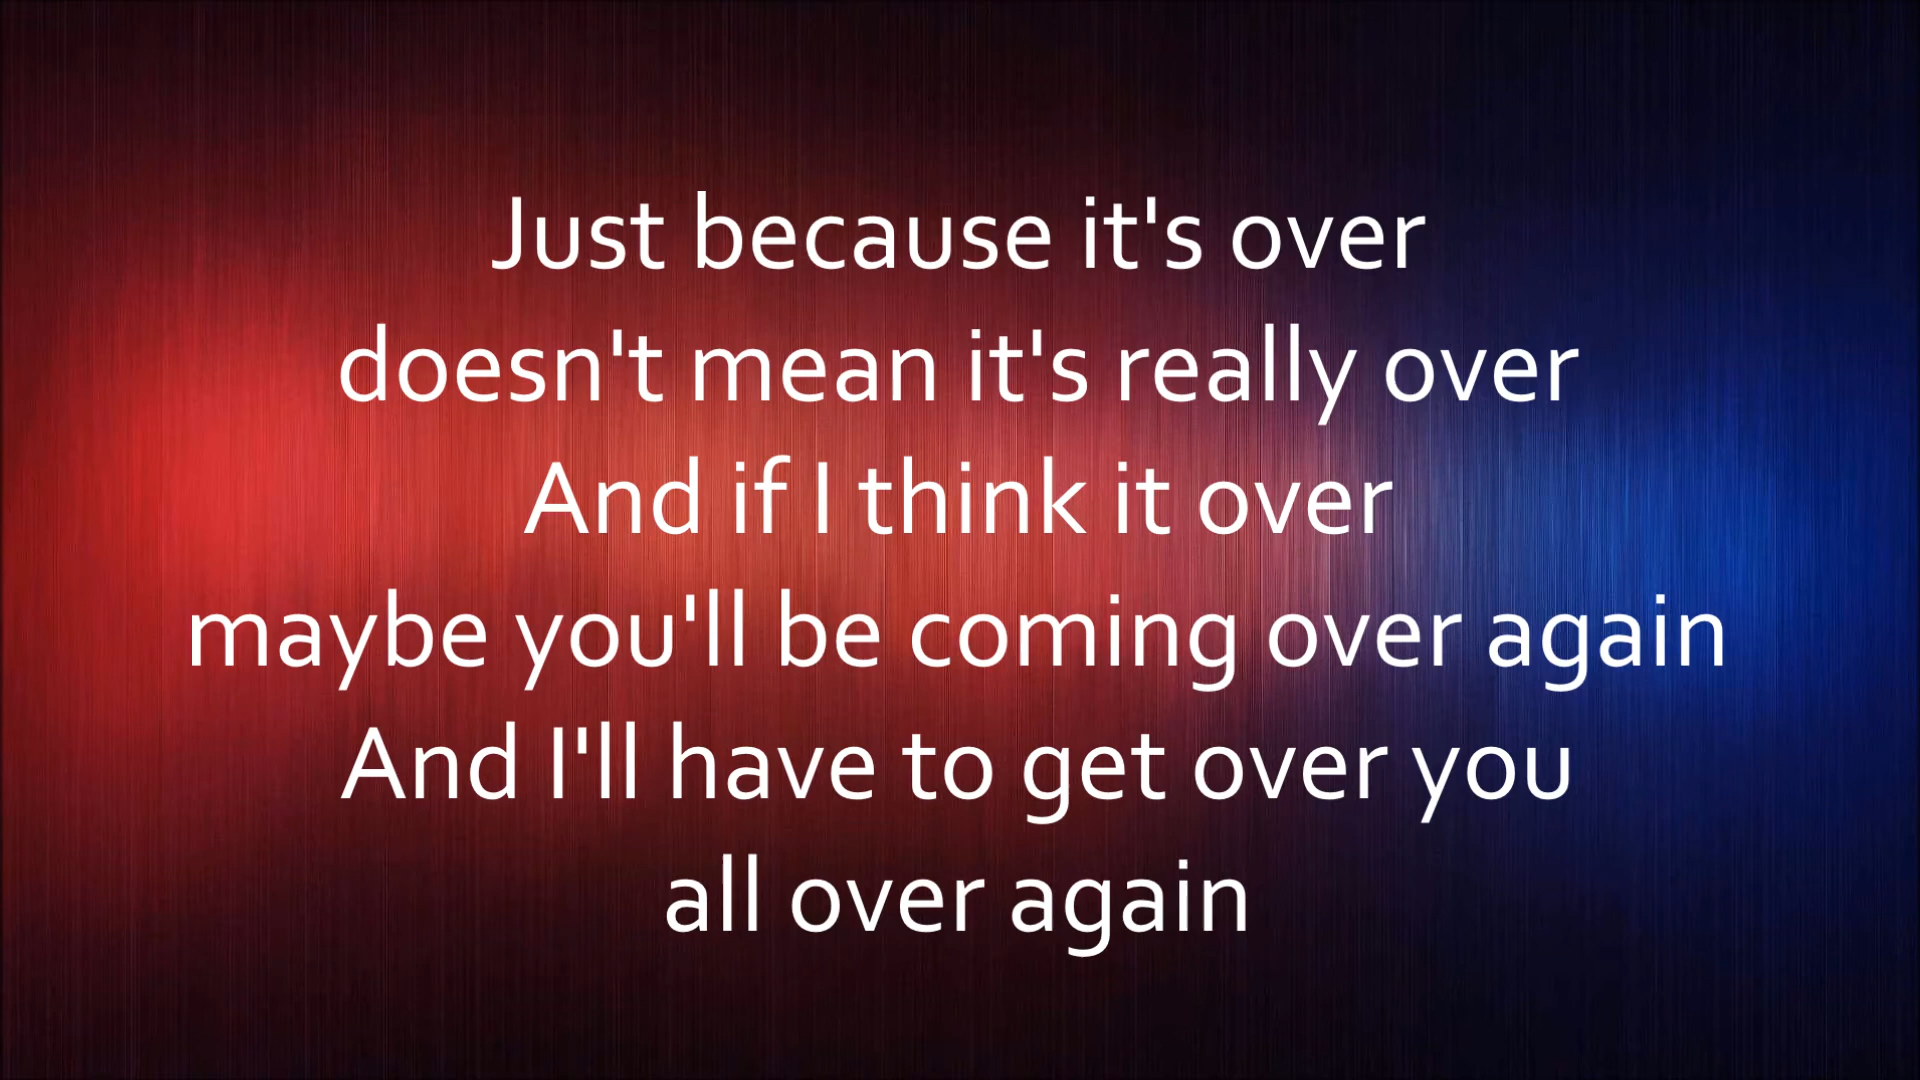 Just because it's over
doesn't mean it's really over
And if I think it over
maybe you'll be coming over again
And I'll have to get over you
all over again